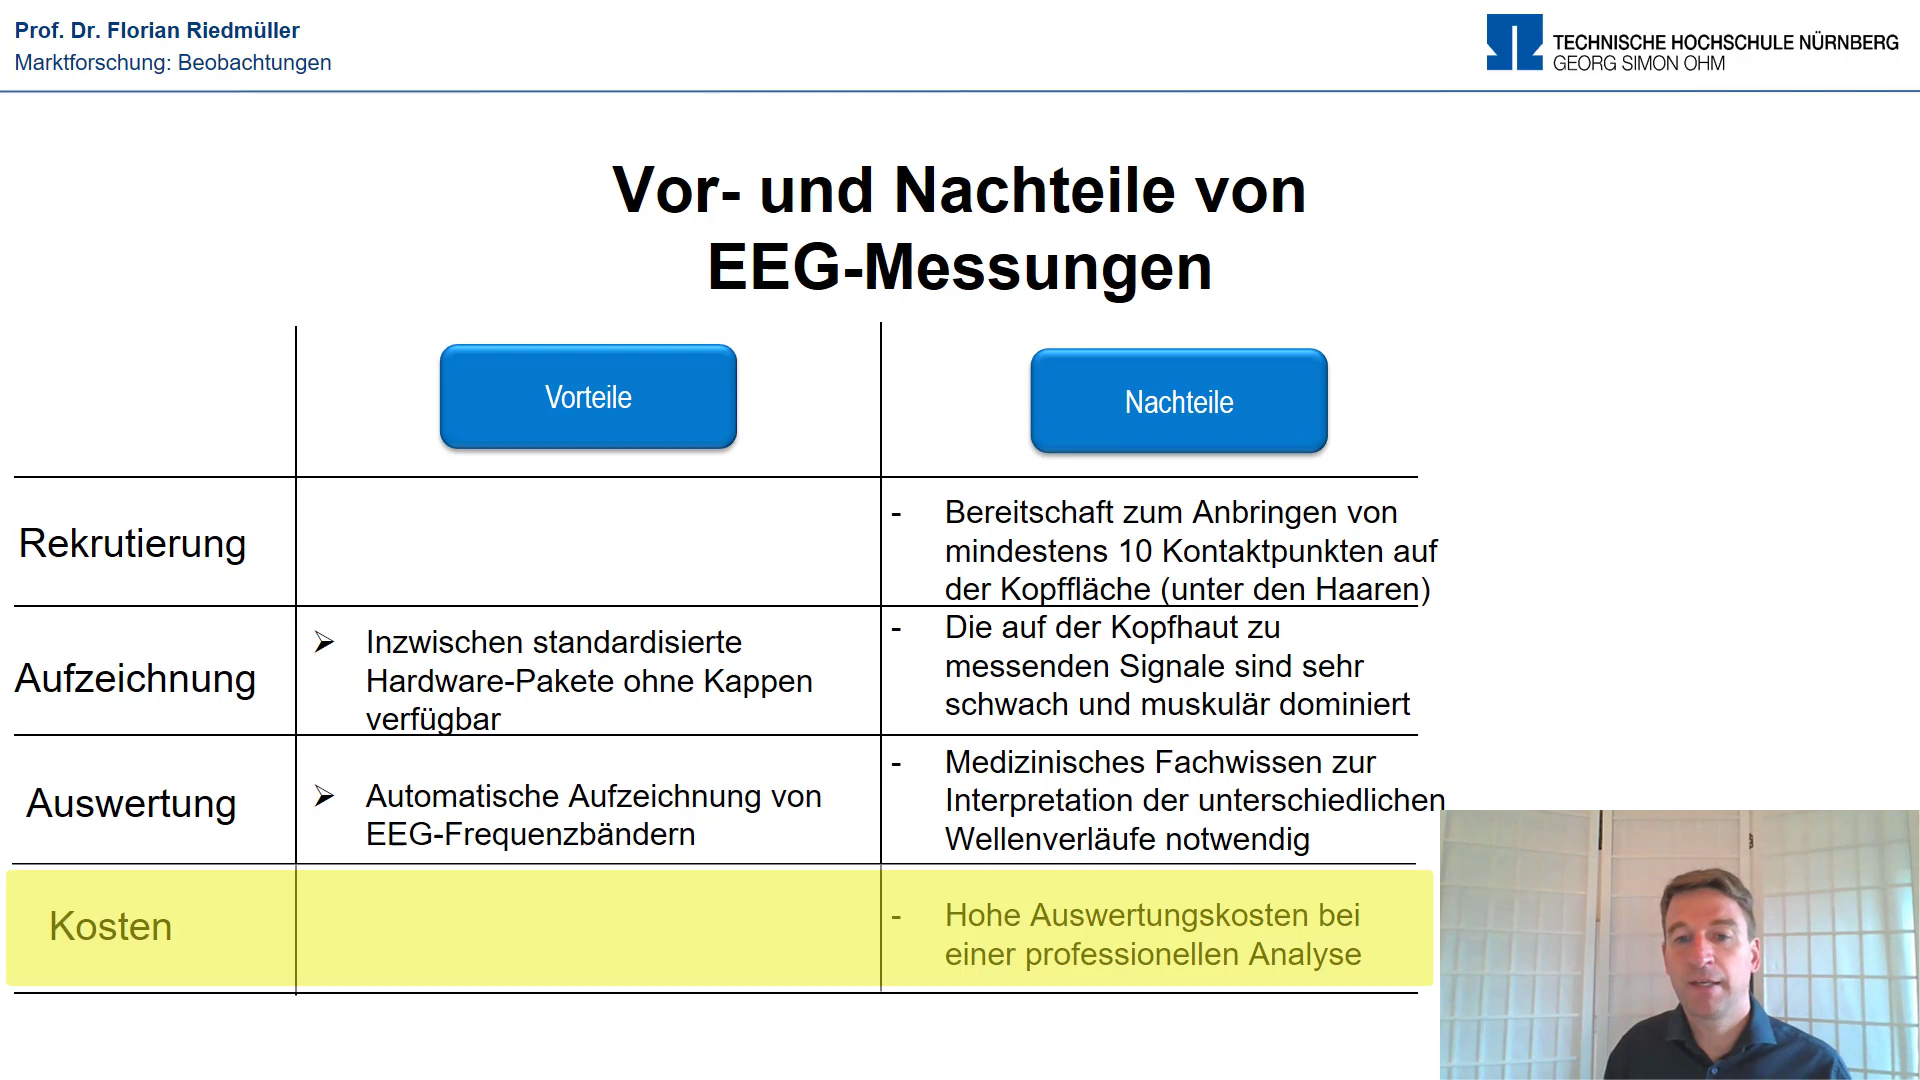 Prof. Dr. Florian Riedmüller
Marktforschung: Beobachtungen
TECHNISCHE HOCHSCHULE NÜRNBERG
GEORG SIMON OHM
Vor- und Nachteile von
EEG-Messungen
Vorteile
Nachteile
Rekrutierung
- Bereitschaft zum Anbringen von
mindestens 10 Kontaktpunkten auf
der Kopffläche (unter den Haaren)
Aufzeichnung
➢ Inzwischen standardisierte
Hardware-Pakete ohne Kappen
verfügbar
- Die auf der Kopfhaut zu
messenden Signale sind sehr
schwach und muskulär dominiert
Auswertung
➢ Automatische Aufzeichnung von
EEG-Frequenzbändern
- Medizinisches Fachwissen zur
Interpretation der unterschiedlichen
Wellenverläufe notwendig
Kosten
- Hohe Auswertungskosten bei
einer professionellen Analyse